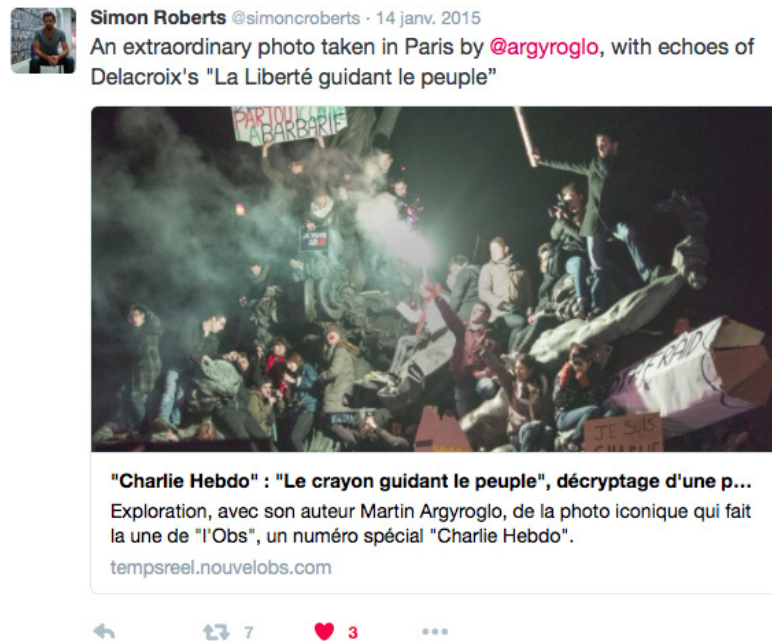 Simon Roberts @simoncroberts · 14 janv. 2015
An extraordinary photo taken in Paris by @argyroglo, with echoes of
Delacroix's "La Liberté guidant le peuple”
PARTOUT CONTRE
LA BARBARIE
JE SUIS
CHARLIE
"Charlie Hebdo" : "Le crayon guidant le peuple", décryptage d'une p...
Exploration, avec son auteur Martin Argyroglo, de la photo iconique qui fait
la une de "l'Obs", un numéro spécial "Charlie Hebdo".
tempsreel.nouvelobs.com
7
3